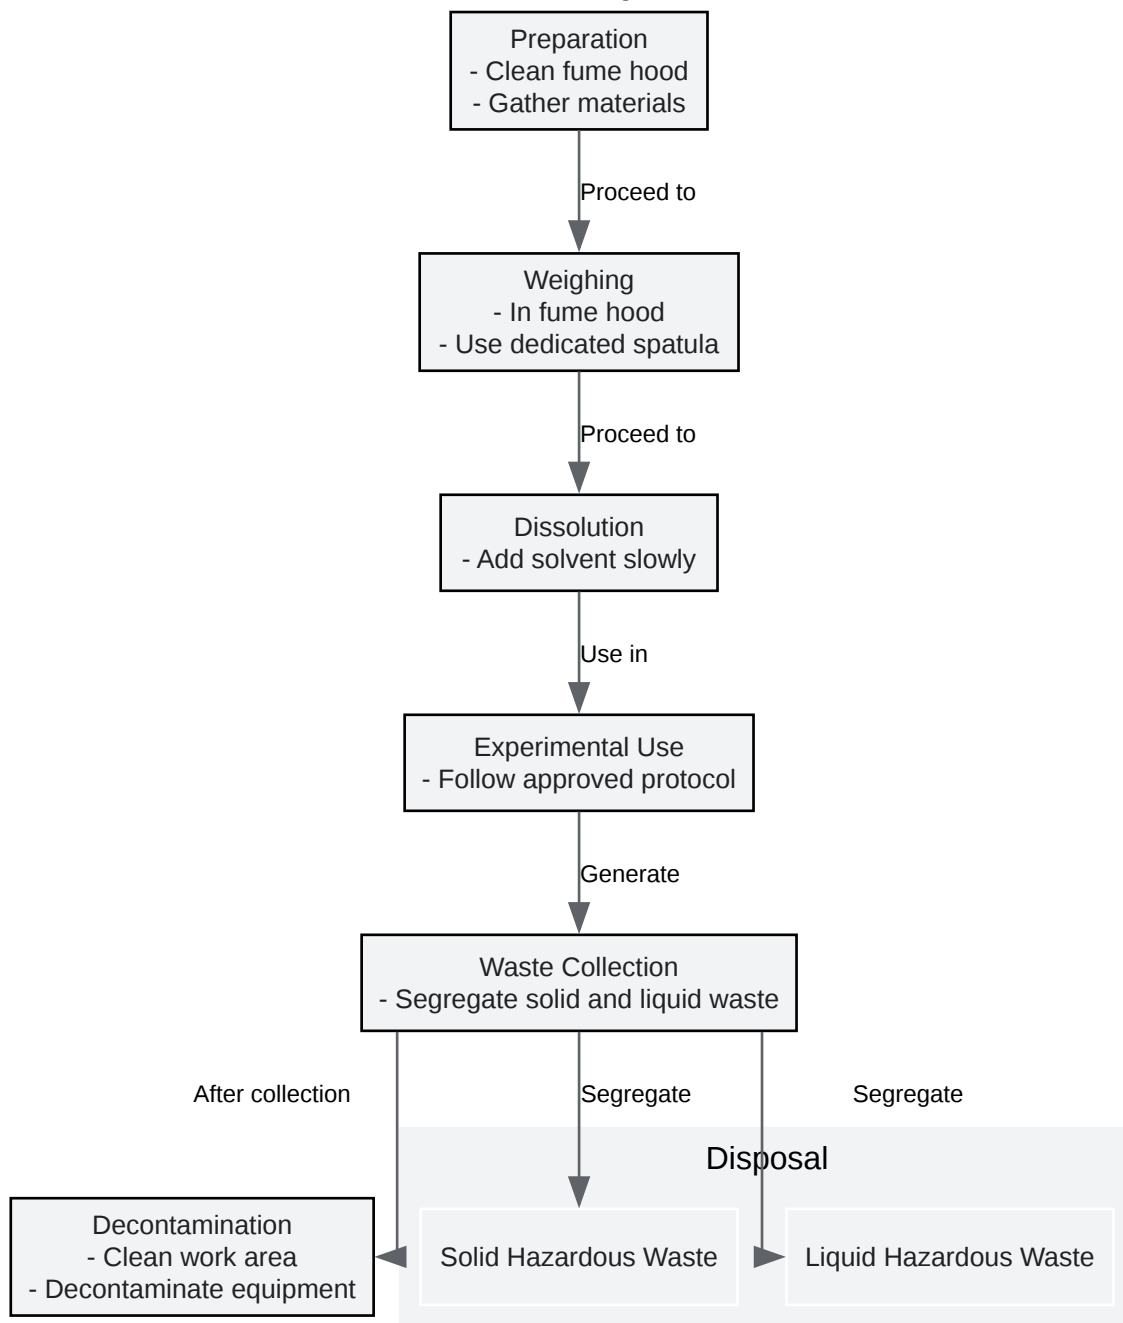 Preparation
- Clean fume hood
- Gather materials
Proceed to
Weighing
- In fume hood
- Use dedicated spatula
Proceed to
Dissolution
- Add solvent slowly
Use in
Experimental Use
- Follow approved protocol
Generate
Waste Collection
- Segregate solid and liquid waste
After collection
Segregate
Segregate
Disposal
Decontamination
- Clean work area
- Decontaminate equipment
Solid Hazardous Waste
Liquid Hazardous Waste